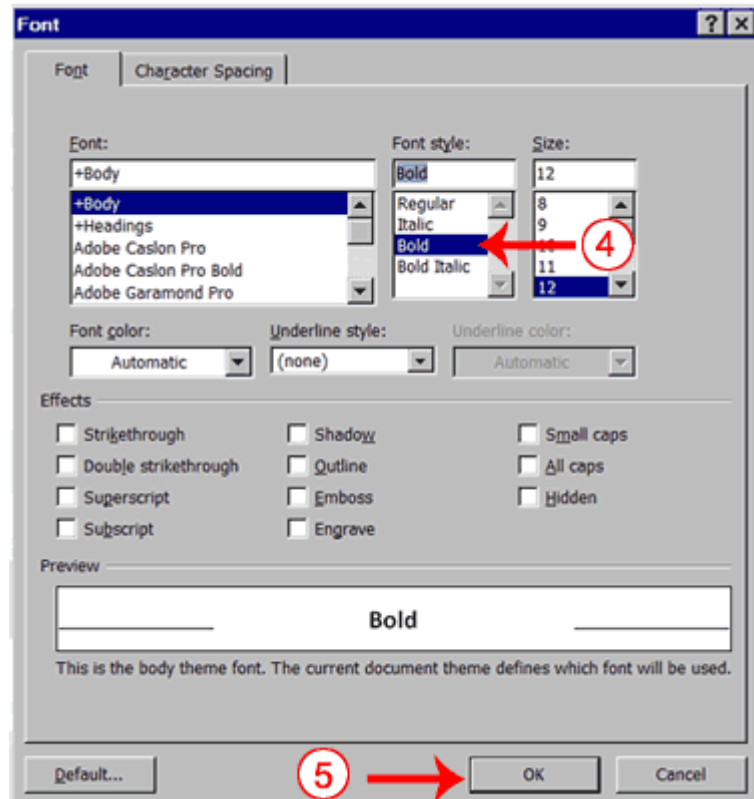 Font ? ×
Font Character Spacing
Font: Font style: Size:
+Body Bold 12
+Body Regular 8
+Headings Italic 9
Adobe Caslon Pro Bold 4
Adobe Caslon Pro Bold Bold Italic 11
Adobe Garamond Pro 12
Font color: Underline style: Underline color:
Automatic (none) Automatic
Effects
Strikethrough Shadow Small caps
Double strikethrough Outline All caps
Superscript Emboss Hidden
Subscript Engrave
Preview
Bold
This is the body theme font. The current document theme defines which font will be used.
Default... 5 OK Cancel